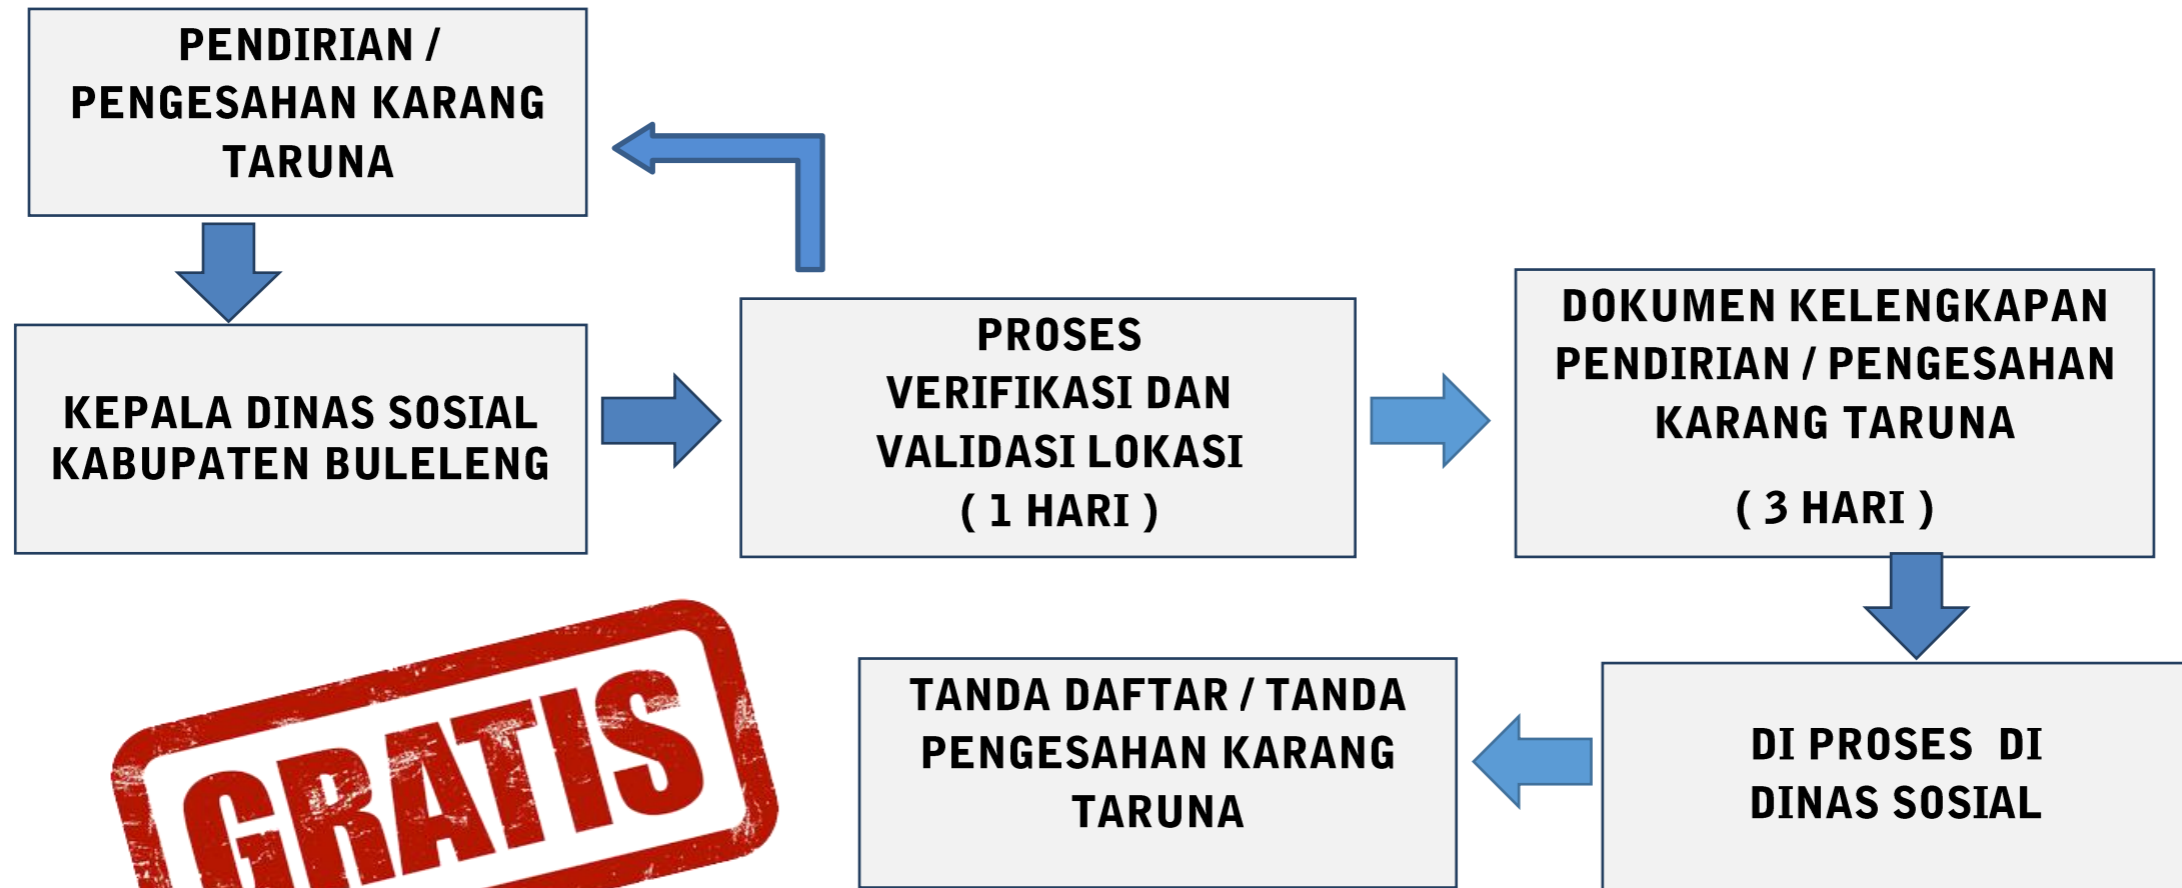 PENDIRIAN /
PENGESAHAN KARANG
TARUNA
KEPALA DINAS SOSIAL
KABUPATEN BULELENG
PROSES
VERIFIKASI DAN
VALIDASI LOKASI
( 1 HARI )
DOKUMEN KELENGKAPAN
PENDIRIAN / PENGESAHAN
KARANG TARUNA
( 3 HARI )
DI PROSES DI
DINAS SOSIAL
TANDA DAFTAR / TANDA
PENGESAHAN KARANG
TARUNA
GRATIS